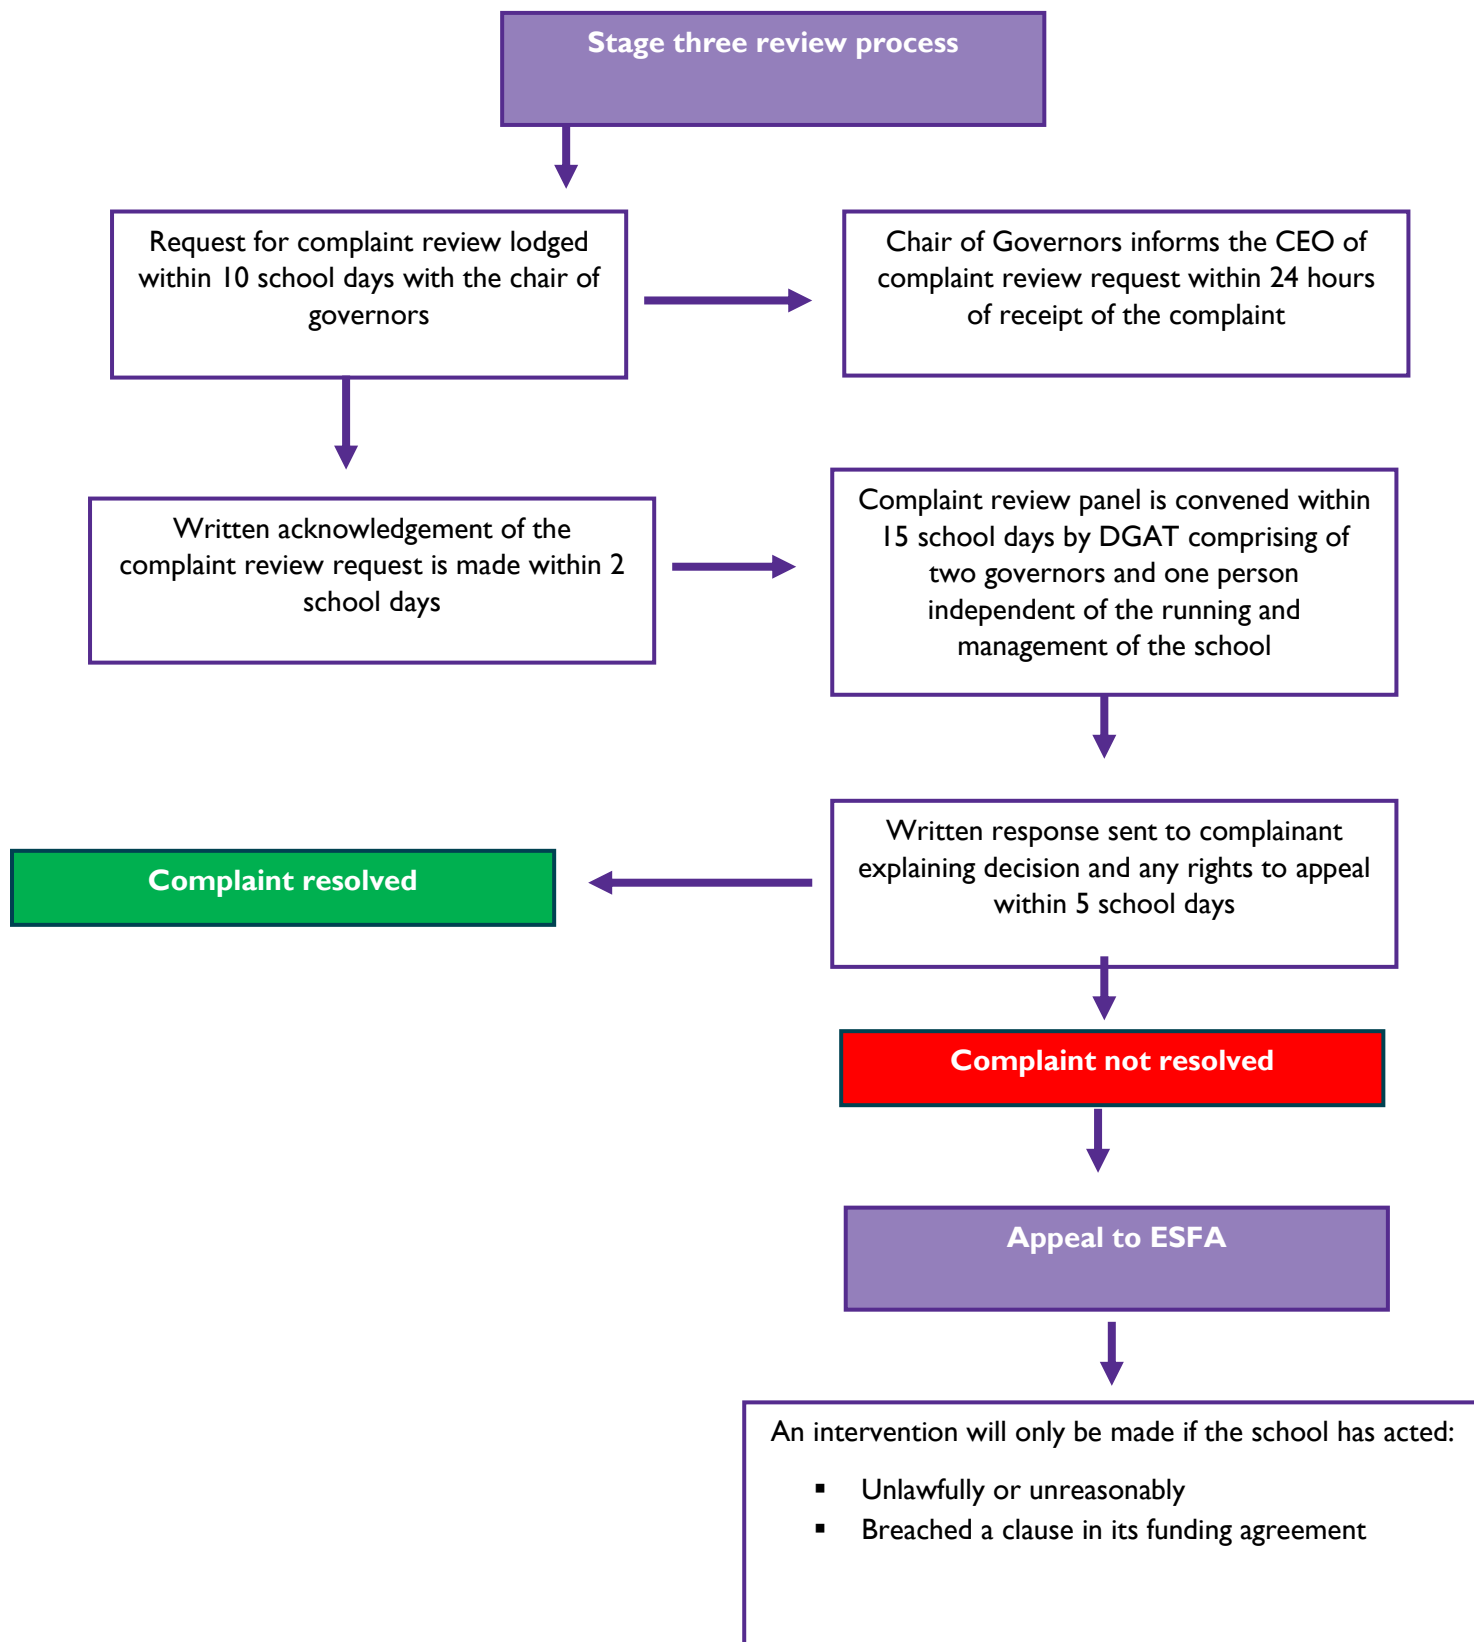 Stage three review process
Request for complaint review lodged
within 10 school days with the chair of
governors
Chair of Governors informs the CEO of
complaint review request within 24 hours
of receipt of the complaint
Written acknowledgement of the
complaint review request is made within 2
school days
Complaint review panel is convened within
15 school days by DGAT comprising of
two governors and one person
independent of the running and
management of the school
Written response sent to complainant
explaining decision and any rights to appeal
within 5 school days
Complaint resolved
Complaint not resolved
Appeal to ESFA
An intervention will only be made if the school has acted:
▪ Unlawfully or unreasonably
▪ Breached a clause in its funding agreement